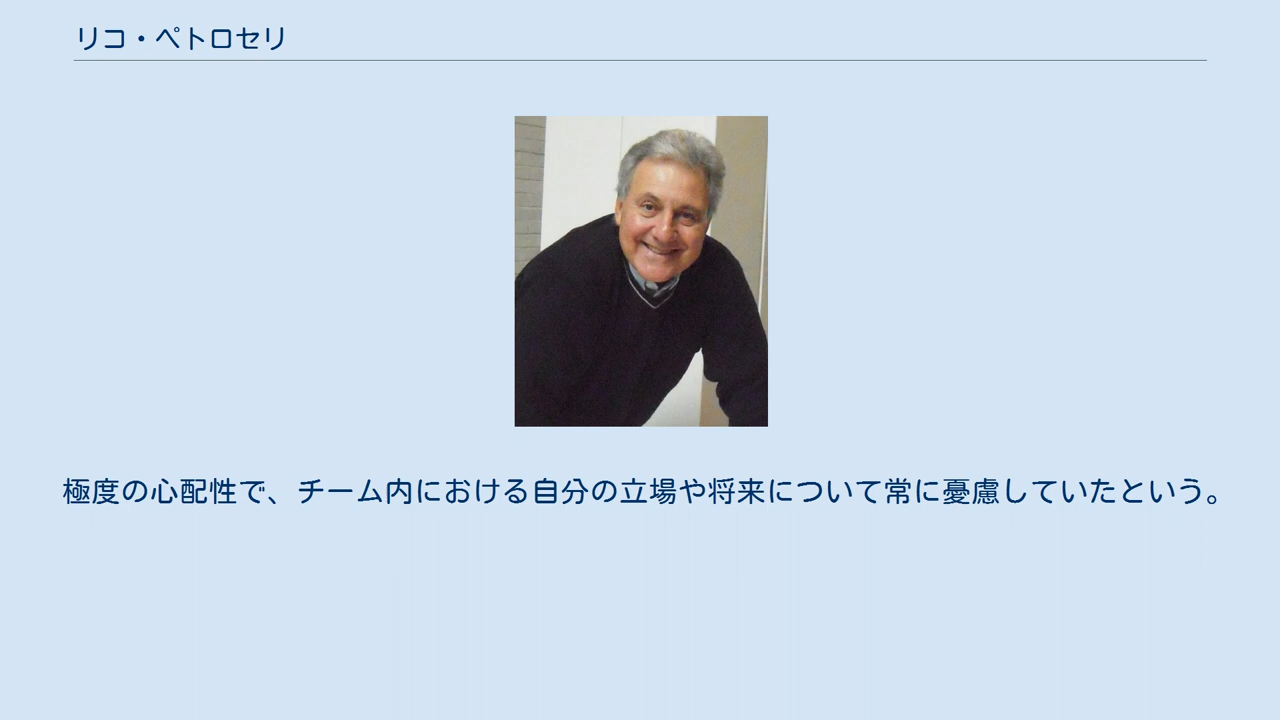 リコ・ペトロセリ
極度の心配性で、チーム内における自分の立場や将来について常に憂慮していたという。